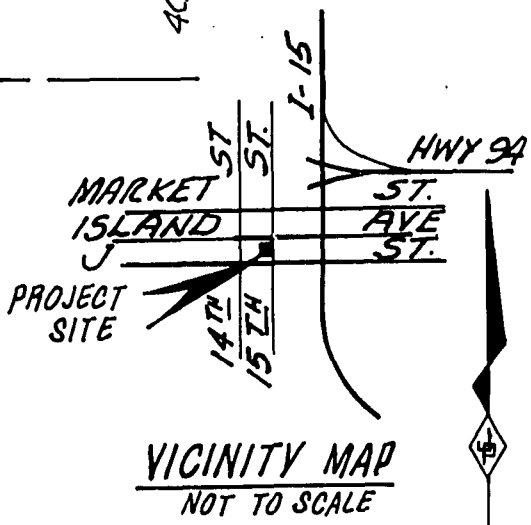 I-15
14TH ST
15TH ST.
HWY 94
MARKET ST.
ISLAND AVE
J ST.
PROJECT
SITE
VICINITY MAP
NOT TO SCALE